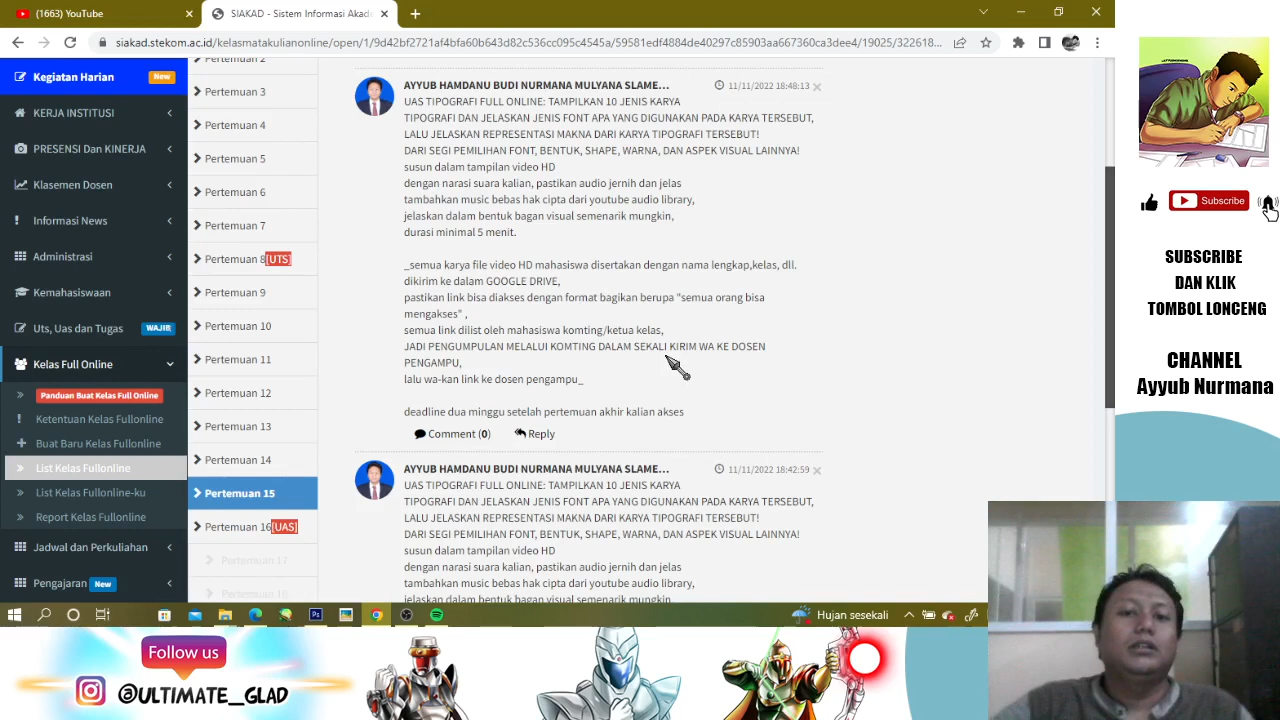 (1663) YouTube
SIAKAD - Sistem Informasi Akade
siakad.stekom.ac.id/kelasmatakulianonline/open/1/9d42bf2721af4bfa60b643d82c536cc095c4545a/59581edf4884de40297c85903aa667360ca3dee4/19025/322618...
Kegiatan Harian New
KERJA INSTITUSI
PRESENSI Dan KINERJA
Klasemen Dosen
Informasi News
Administrasi
Kemahasiswaan
Uts, Uas dan Tugas WAJIB!
Kelas Full Online
Panduan Buat Kelas Full Online
Ketentuan Kelas Fullonline
Buat Baru Kelas Fullonline
List Kelas Fullonline
List Kelas Fullonline-ku
Report Kelas Fullonline
Jadwal dan Perkuliahan
Pengajaran New
Pertemuan 2
Pertemuan 3
Pertemuan 4
Pertemuan 5
Pertemuan 6
Pertemuan 7
Pertemuan 8[UTS]
Pertemuan 9
Pertemuan 10
Pertemuan 11
Pertemuan 12
Pertemuan 13
Pertemuan 14
Pertemuan 15
Pertemuan 16[UAS]
Pertemuan 17
Pertemuan 18
AYYUB HAMDANU BUDI NURMANA MULYANA SLAME... 11/11/2022 18:48:13
UAS TIPOGRAFI FULL ONLINE: TAMPILKAN 10 JENIS KARYA
TIPOGRAFI DAN JELASKAN JENIS FONT APA YANG DIGUNAKAN PADA KARYA TERSEBUT,
LALU JELASKAN REPRESENTASI MAKNA DARI KARYA TIPOGRAFI TERSEBUT!
DARI SEGI PEMILIHAN FONT, BENTUK, SHAPE, WARNA, DAN ASPEK VISUAL LAINNYA!
susun dalam tampilan video HD
dengan narasi suara kalian, pastikan audio jernih dan jelas
tambahkan music bebas hak cipta dari youtube audio library,
jelaskan dalam bentuk bagan visual semenarik mungkin,
durasi minimal 5 menit.
_semua karya file video HD mahasiswa disertakan dengan nama lengkap,kelas, dll.
dikirim ke dalam GOOGLE DRIVE,
pastikan link bisa diakses dengan format bagikan berupa "semua orang bisa
mengakses" ,
semua link dilist oleh mahasiswa komting/ketua kelas,
JADI PENGUMPULAN MELALUI KOMTING DALAM SEKALI KIRIM WA KE DOSEN
PENGAMPU,
lalu wa-kan link ke dosen pengampu_
deadline dua minggu setelah pertemuan akhir kalian akses
Comment (0) Reply
AYYUB HAMDANU BUDI NURMANA MULYANA SLAME... 11/11/2022 18:42:59
UAS TIPOGRAFI FULL ONLINE: TAMPILKAN 10 JENIS KARYA
TIPOGRAFI DAN JELASKAN JENIS FONT APA YANG DIGUNAKAN PADA KARYA TERSEBUT,
LALU JELASKAN REPRESENTASI MAKNA DARI KARYA TIPOGRAFI TERSEBUT!
DARI SEGI PEMILIHAN FONT, BENTUK, SHAPE, WARNA, DAN ASPEK VISUAL LAINNYA!
susun dalam tampilan video HD
dengan narasi suara kalian, pastikan audio jernih dan jelas
tambahkan music bebas hak cipta dari youtube audio library,
jelaskan dalam bentuk bagan visual semenarik mungkin,
Hujan sesekali
Subscribe
SUBSCRIBE
DAN KLIK
TOMBOL LONCENG
CHANNEL
Ayyub Nurmana
Follow us
@ULTIMATE_GLAD